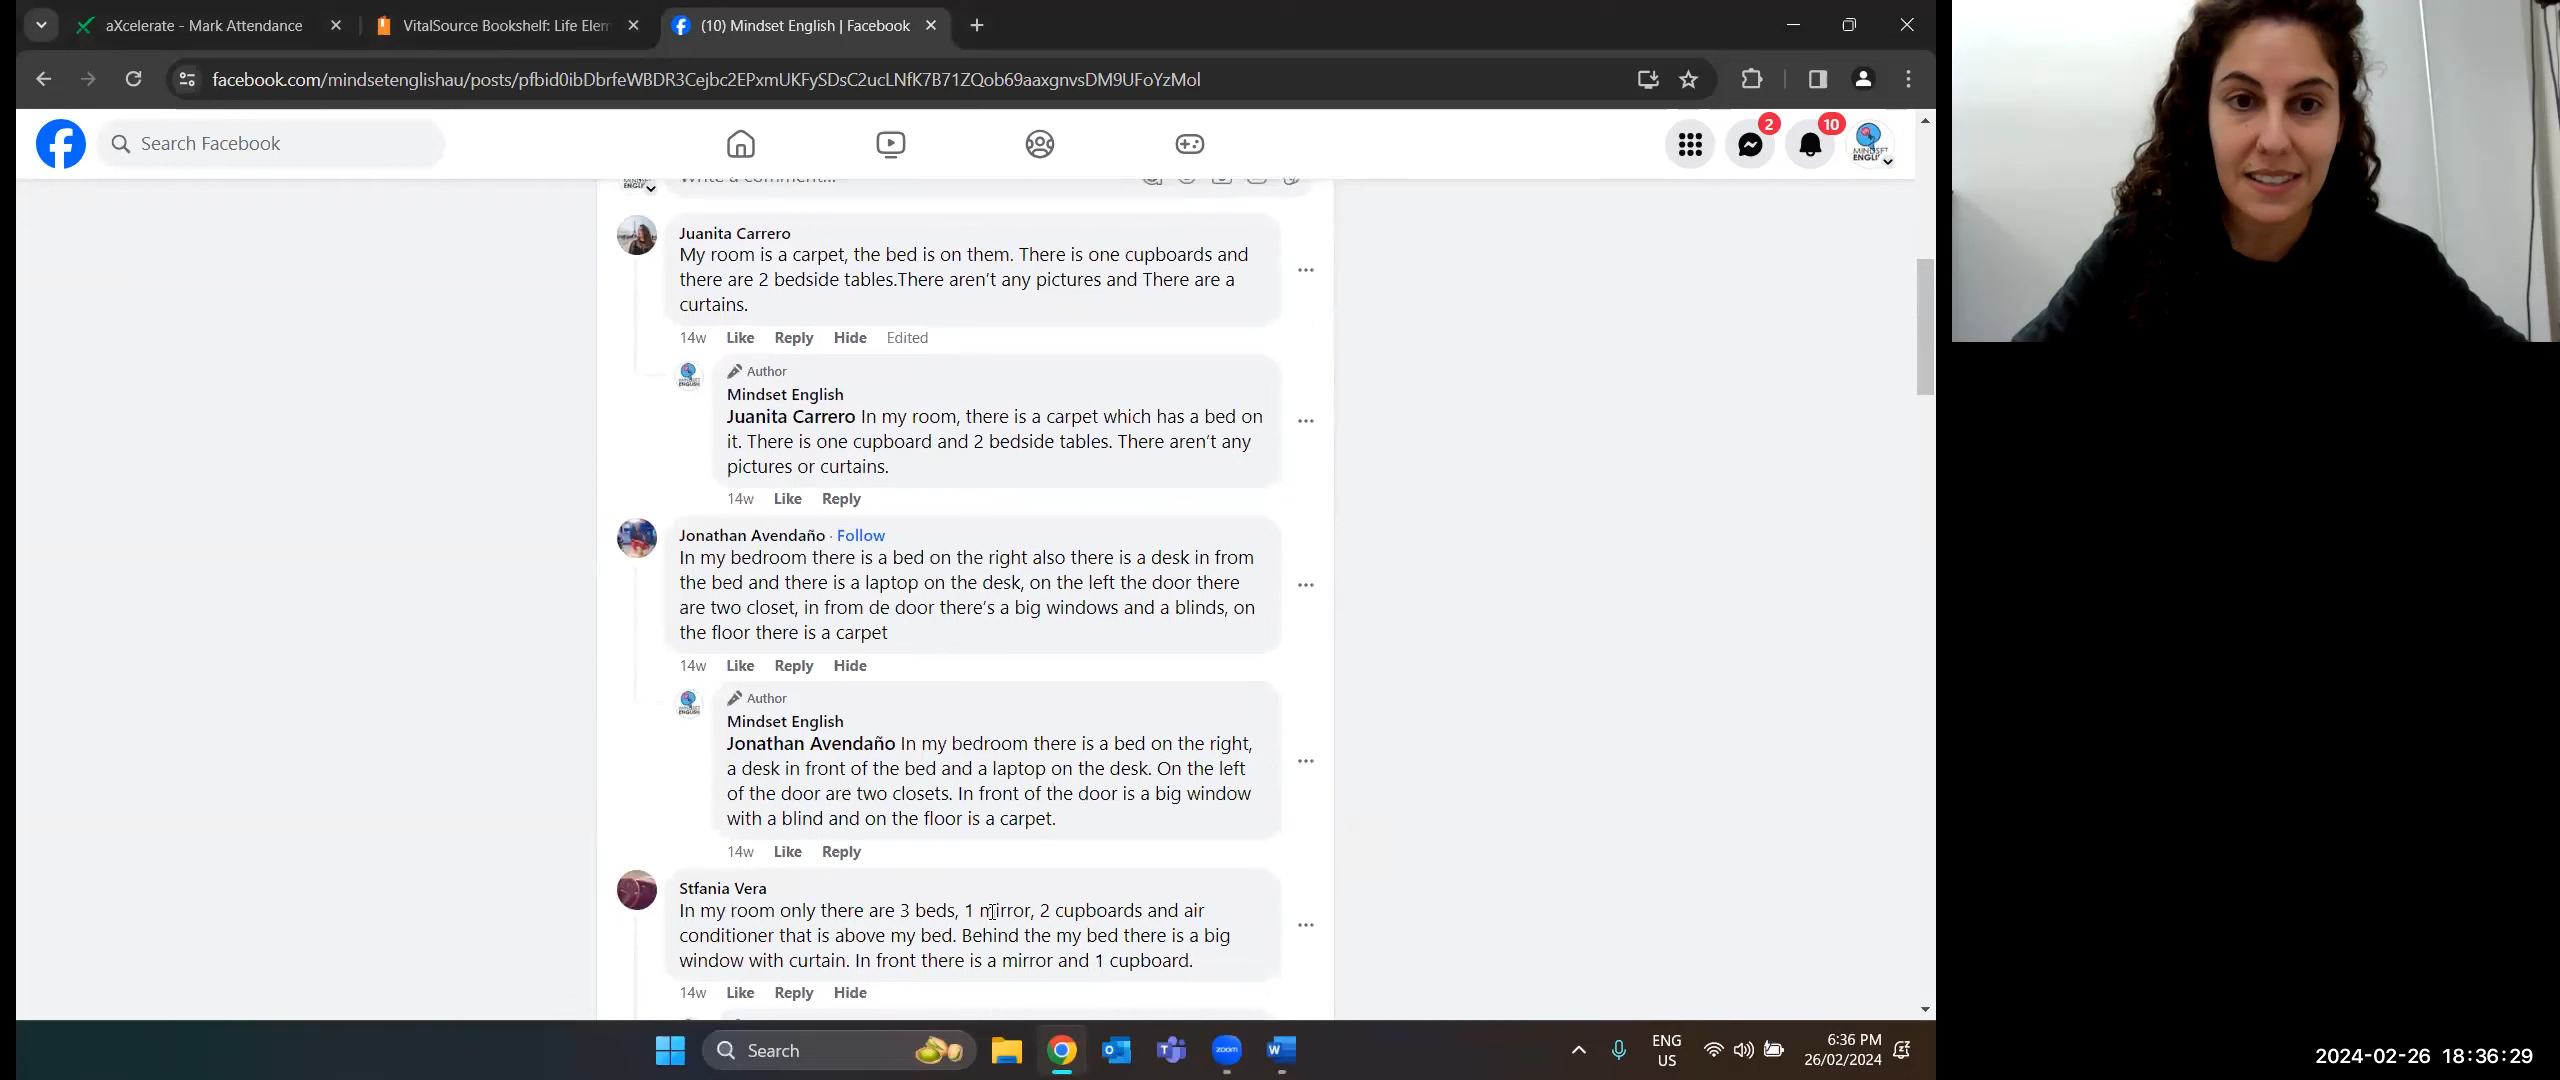 aXcelerate - Mark Attendance
VitalSource Bookshelf: Life Elem
(10) Mindset English | Facebook
facebook.com/mindsetenglishau/posts/pfbid0ibDbrfeWBDR3Cejbc2EPxmUKFySDsC2ucLNfK7B71ZQob69aaxgnvsDM9UFoYzMol
Search Facebook
2
10
Write a comment...
Juanita Carrero
My room is a carpet, the bed is on them. There is one cupboards and
there are 2 bedside tables.There aren't any pictures and There are a
curtains.
14w Like Reply Hide Edited
Author
Mindset English
Juanita Carrero In my room, there is a carpet which has a bed on
it. There is one cupboard and 2 bedside tables. There aren't any
pictures or curtains.
14w Like Reply
Jonathan Avendaño · Follow
In my bedroom there is a bed on the right also there is a desk in from
the bed and there is a laptop on the desk, on the left the door there
are two closet, in from de door there's a big windows and a blinds, on
the floor there is a carpet
14w Like Reply Hide
Author
Mindset English
Jonathan Avendaño In my bedroom there is a bed on the right,
a desk in front of the bed and a laptop on the desk. On the left
of the door are two closets. In front of the door is a big window
with a blind and on the floor is a carpet.
14w Like Reply
Stfania Vera
In my room only there are 3 beds, 1 mirror, 2 cupboards and air
conditioner that is above my bed. Behind the my bed there is a big
window with curtain. In front there is a mirror and 1 cupboard.
14w Like Reply Hide
Search
zoom
ENG
US
6:36 PM
26/02/2024
2024-02-26 18:36:29